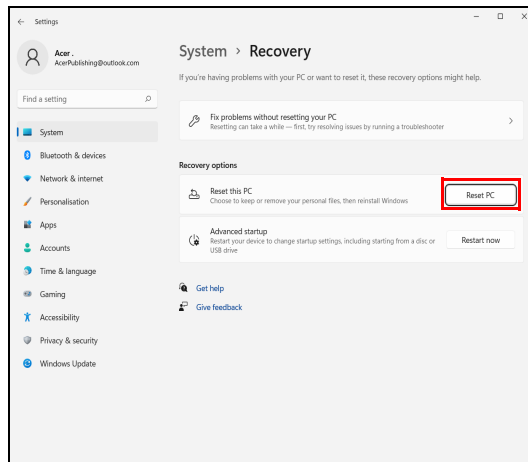 Settings
Acer .
AcerPublishing@outlook.com
Find a setting
System
Bluetooth & devices
Network & internet
Personalisation
Apps
Accounts
Time & language
Gaming
Accessibility
Privacy & security
Windows Update
System > Recovery
If you're having problems with your PC or want to reset it, these recovery options might help.
Fix problems without resetting your PC
Resetting can take a while — first, try resolving issues by running a troubleshooter
Recovery options
Reset this PC
Choose to keep or remove your personal files, then reinstall Windows
Reset PC
Advanced startup
Restart your device to change startup settings, including starting from a disc or
USB drive
Restart now
Get help
Give feedback